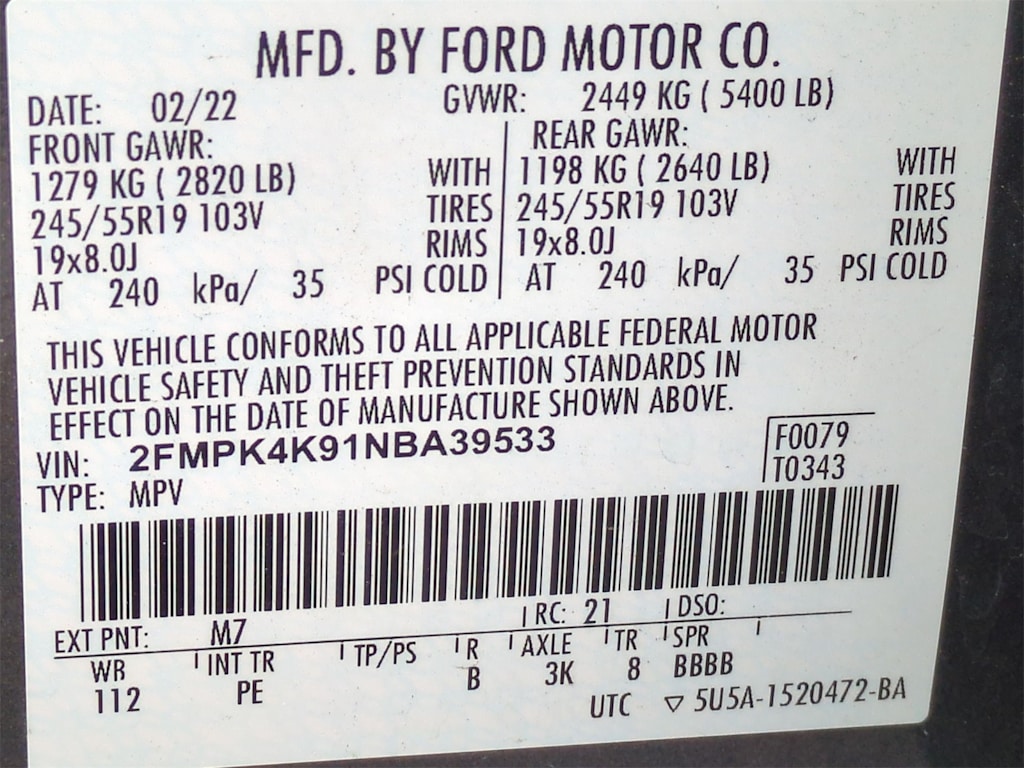 MFD. BY FORD MOTOR CO.
DATE: 02/22 GVWR: 2449 KG ( 5400 LB)
FRONT GAWR: REAR GAWR:
1279 KG ( 2820 LB) WITH 1198 KG ( 2640 LB) WITH
245/55R19 103V TIRES 245/55R19 103V TIRES
19x8.0J RIMS 19x8.0J RIMS
AT 240 kPa/ 35 PSI COLD AT 240 kPa/ 35 PSI COLD
THIS VEHICLE CONFORMS TO ALL APPLICABLE FEDERAL MOTOR
VEHICLE SAFETY AND THEFT PREVENTION STANDARDS IN
EFFECT ON THE DATE OF MANUFACTURE SHOWN ABOVE.
VIN: 2FMPK4K91NBA39533 F0079
TYPE: MPV T0343
EXT PNT: M7 RC: 21 DSO:
WB INT TR TP/PS R AXLE TR SPR
112 PE B 3K 8 BBBB
UTC ▽ 5U5A-1520472-BA